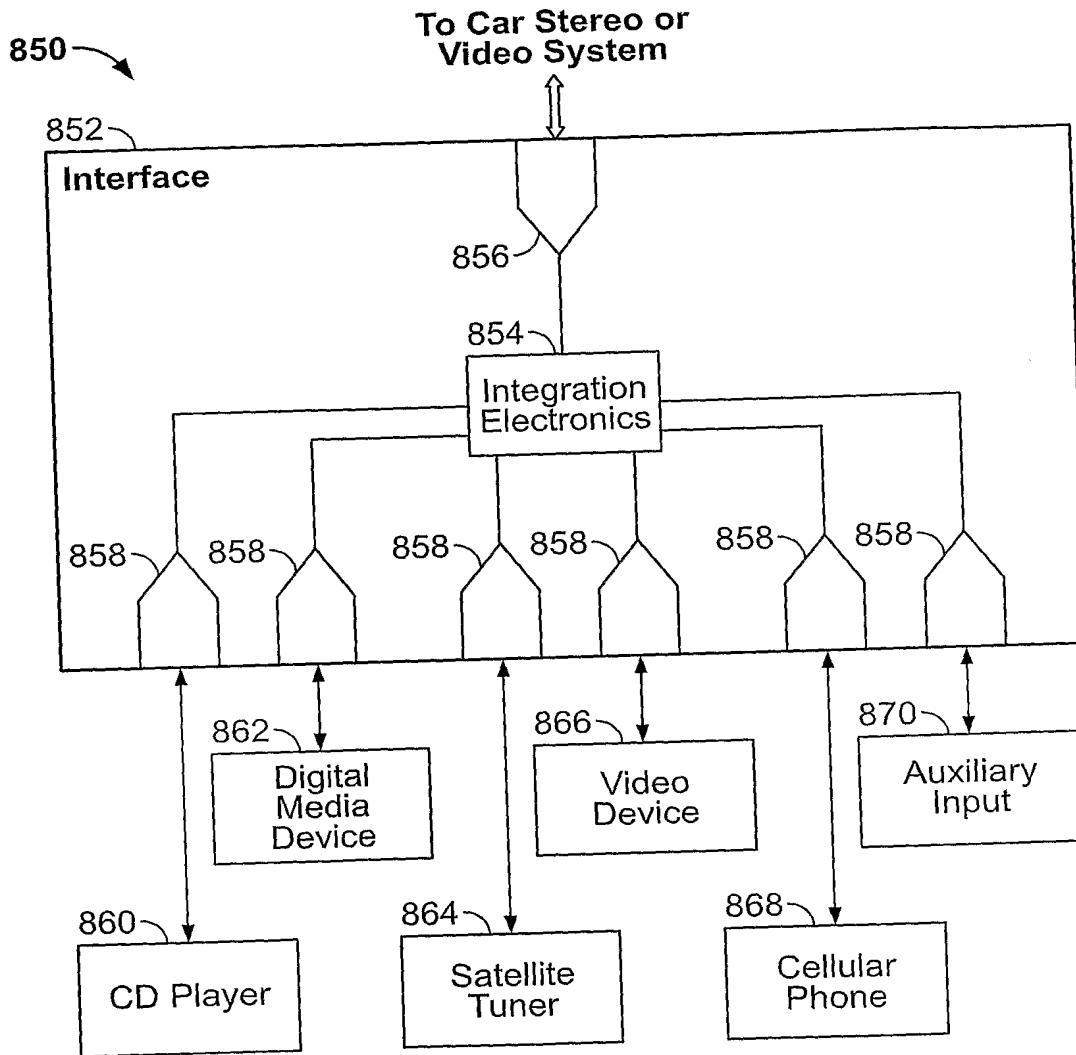 To Car Stereo or
Video System
850
852
Interface
856
854
Integration
Electronics
858
858
858
858
858
858
862
Digital
Media
Device
866
Video
Device
870
Auxiliary
Input
860
CD Player
864
Satellite
Tuner
868
Cellular
Phone